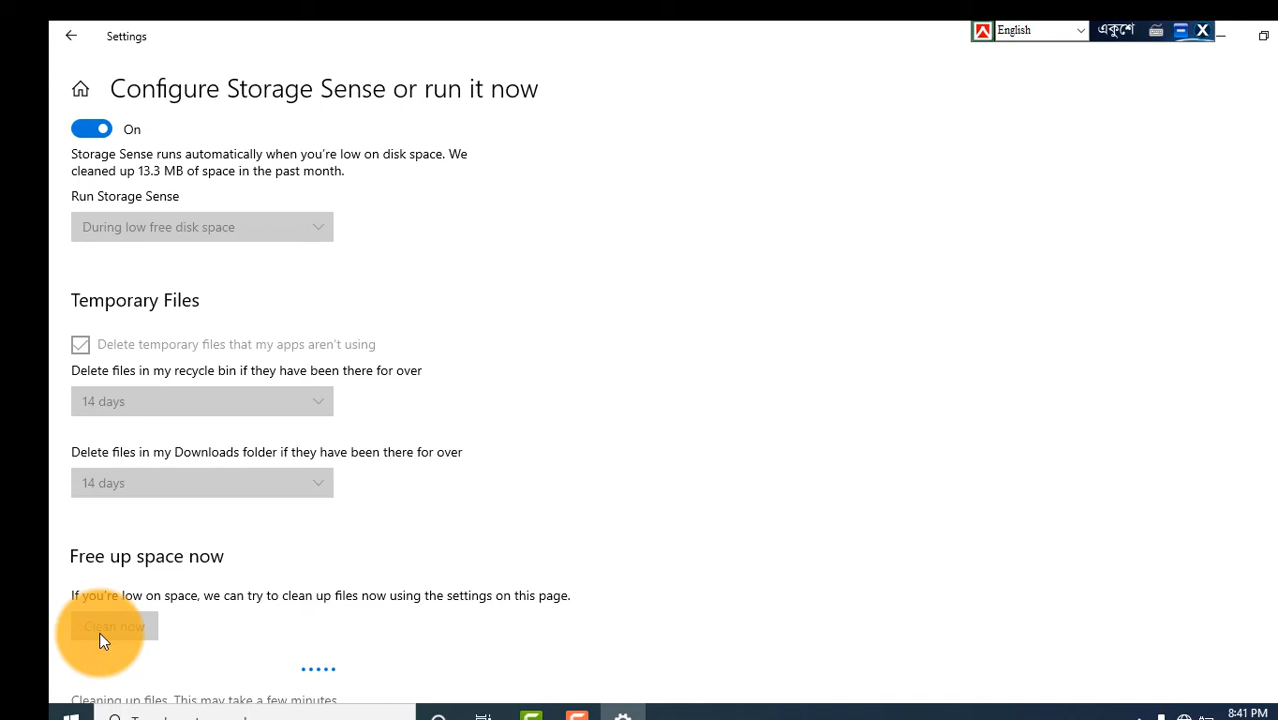 Settings
English
একুশে
Configure Storage Sense or run it now
On
Storage Sense runs automatically when you're low on disk space. We
cleaned up 13.3 MB of space in the past month.
Run Storage Sense
During low free disk space
Temporary Files
Delete temporary files that my apps aren't using
Delete files in my recycle bin if they have been there for over
14 days
Delete files in my Downloads folder if they have been there for over
14 days
Free up space now
If you're low on space, we can try to clean up files now using the settings on this page.
Clean now
Cleaning up files. This may take a few minutes
8:41 PM